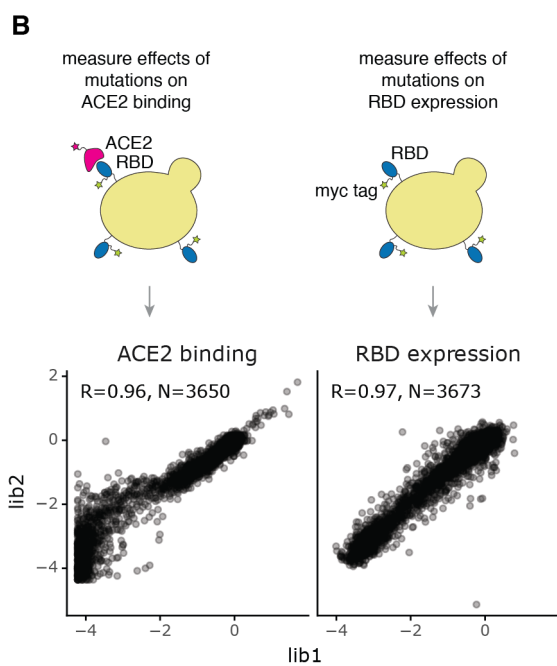 B
measure effects of
mutations on
ACE2 binding
measure effects of
mutations on
RBD expression
ACE2
RBD
RBD
myc tag
ACE2 binding
RBD expression
R=0.96, N=3650
R=0.97, N=3673
2
0
−2
−4
lib2
−4
−2
0
−4
−2
0
lib1